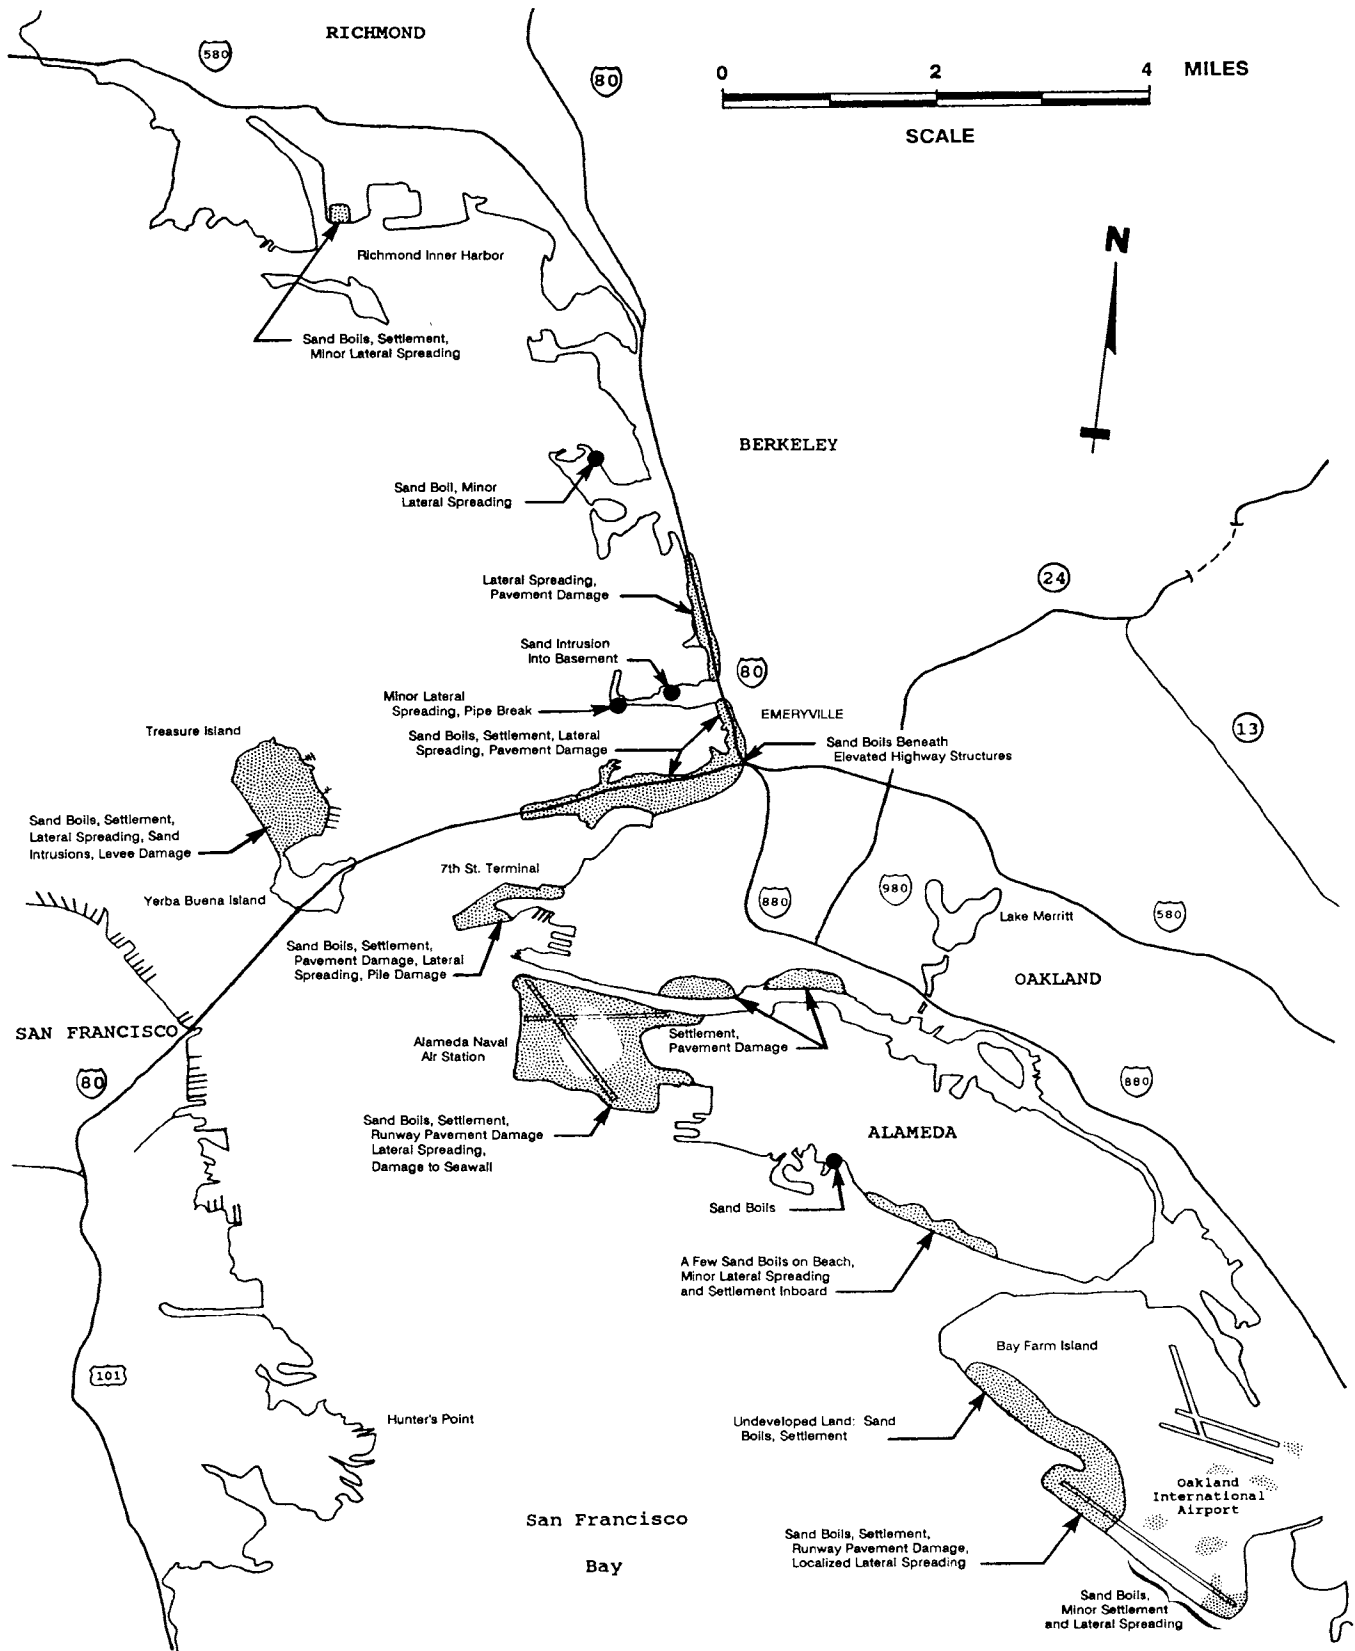 RICHMOND
580
80
0 2 4 MILES
SCALE
N
Richmond Inner Harbor
Sand Boils, Settlement,
Minor Lateral Spreading
BERKELEY
Sand Boil, Minor
Lateral Spreading
24
Lateral Spreading,
Pavement Damage
Sand Intrusion
Into Basement
80
Minor Lateral
Spreading, Pipe Break
EMERYVILLE
13
Treasure Island
Sand Boils, Settlement, Lateral
Spreading, Pavement Damage
Sand Boils Beneath
Elevated Highway Structures
Sand Boils, Settlement,
Lateral Spreading, Sand
Intrusions, Levee Damage
7th St. Terminal
Yerba Buena Island
880
980
Lake Merritt
580
Sand Boils, Settlement,
Pavement Damage, Lateral
Spreading, Pile Damage
OAKLAND
SAN FRANCISCO
Alameda Naval
Air Station
Settlement,
Pavement Damage
80
880
Sand Boils, Settlement,
Runway Pavement Damage
Lateral Spreading,
Damage to Seawall
ALAMEDA
Sand Boils
A Few Sand Boils on Beach,
Minor Lateral Spreading
and Settlement Inboard
Bay Farm Island
101
Hunter's Point
Undeveloped Land: Sand
Boils, Settlement
Oakland
International
Airport
San Francisco
Bay
Sand Boils, Settlement,
Runway Pavement Damage,
Localized Lateral Spreading
Sand Boils,
Minor Settlement
and Lateral Spreading